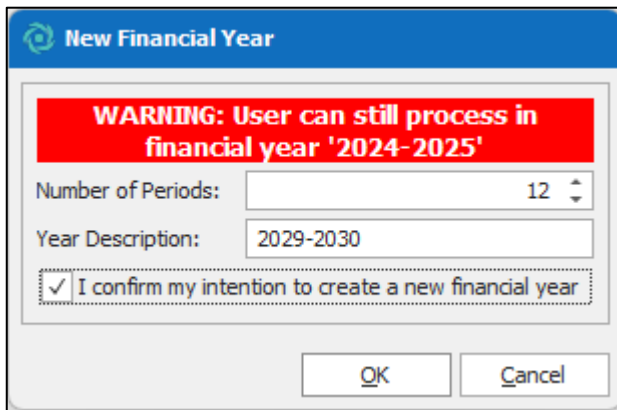 New Financial Year
WARNING: User can still process in
financial year '2024-2025'
Number of Periods: 12
Year Description: 2029-2030
I confirm my intention to create a new financial year
OK Cancel